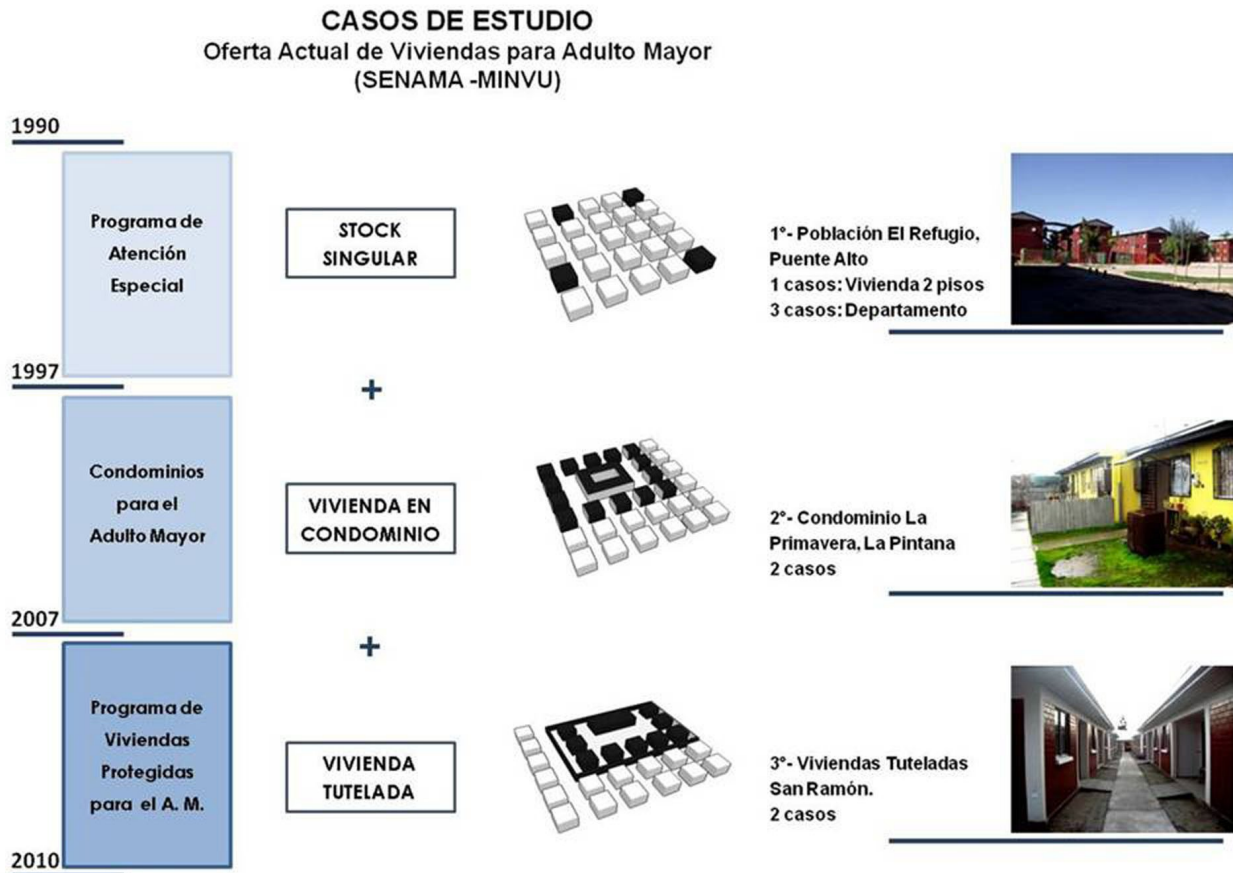 CASOS DE ESTUDIO
Oferta Actual de Viviendas para Adulto Mayor
(SENAMA -MINVU)
1990
Programa de
Atención
Especial
STOCK
SINGULAR
1°- Población El Refugio,
Puente Alto
1 casos: Vivienda 2 pisos
3 casos: Departamento
1997
+
Condominios
para el
Adulto Mayor
VIVIENDA EN
CONDOMINIO
2°- Condominio La
Primavera, La Pintana
2 casos
2007
+
Programa de
Viviendas
Protegidas
para el A. M.
VIVIENDA
TUTELADA
3°- Viviendas Tuteladas
San Ramón.
2 casos
2010